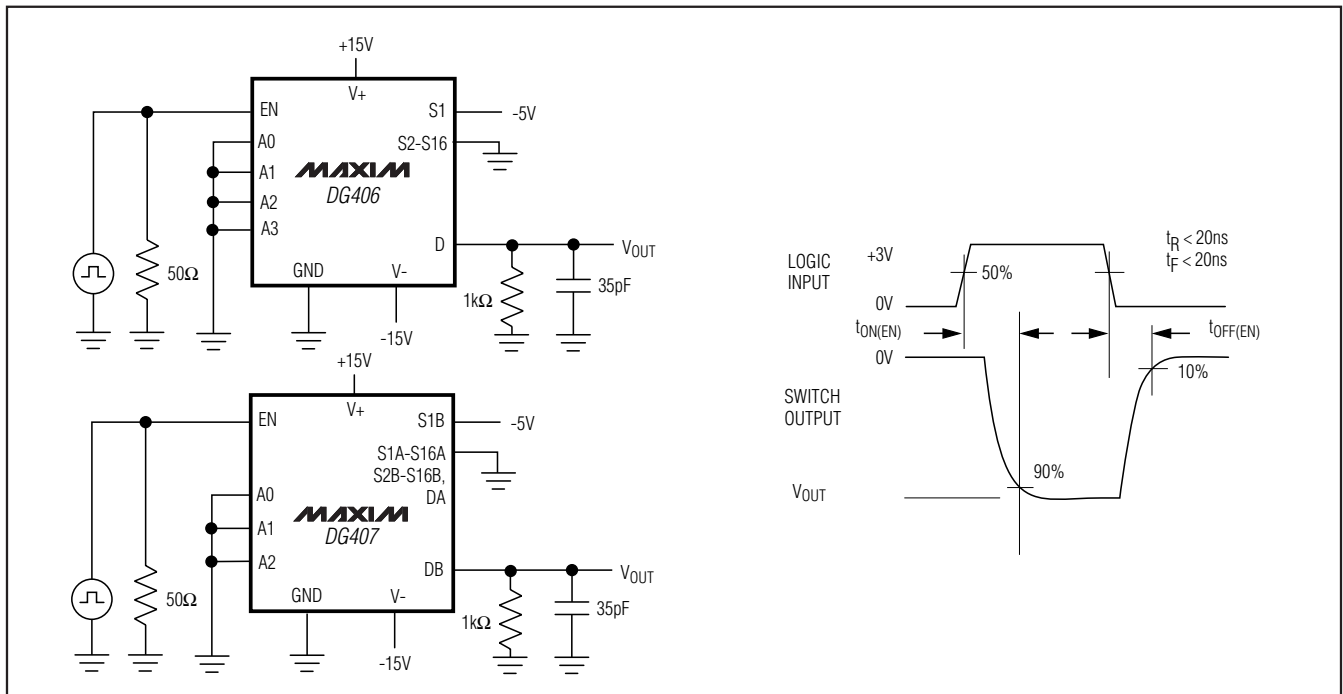 +15V
V+
EN
S1
-5V
A0
S2-S16
A1
MAXIM
DG406
A2
A3
D
VOUT
50Ω
GND
V-
1kΩ
35pF
-15V
+15V
V+
EN
S1B
-5V
S1A-S16A
S2B-S16B,
DA
A0
A1
MAXIM
DG407
A2
DB
VOUT
50Ω
GND
V-
1kΩ
35pF
-15V
LOGIC
INPUT
+3V
50%
tR < 20ns
tF < 20ns
0V
tON(EN)
tOFF(EN)
0V
10%
SWITCH
OUTPUT
90%
VOUT